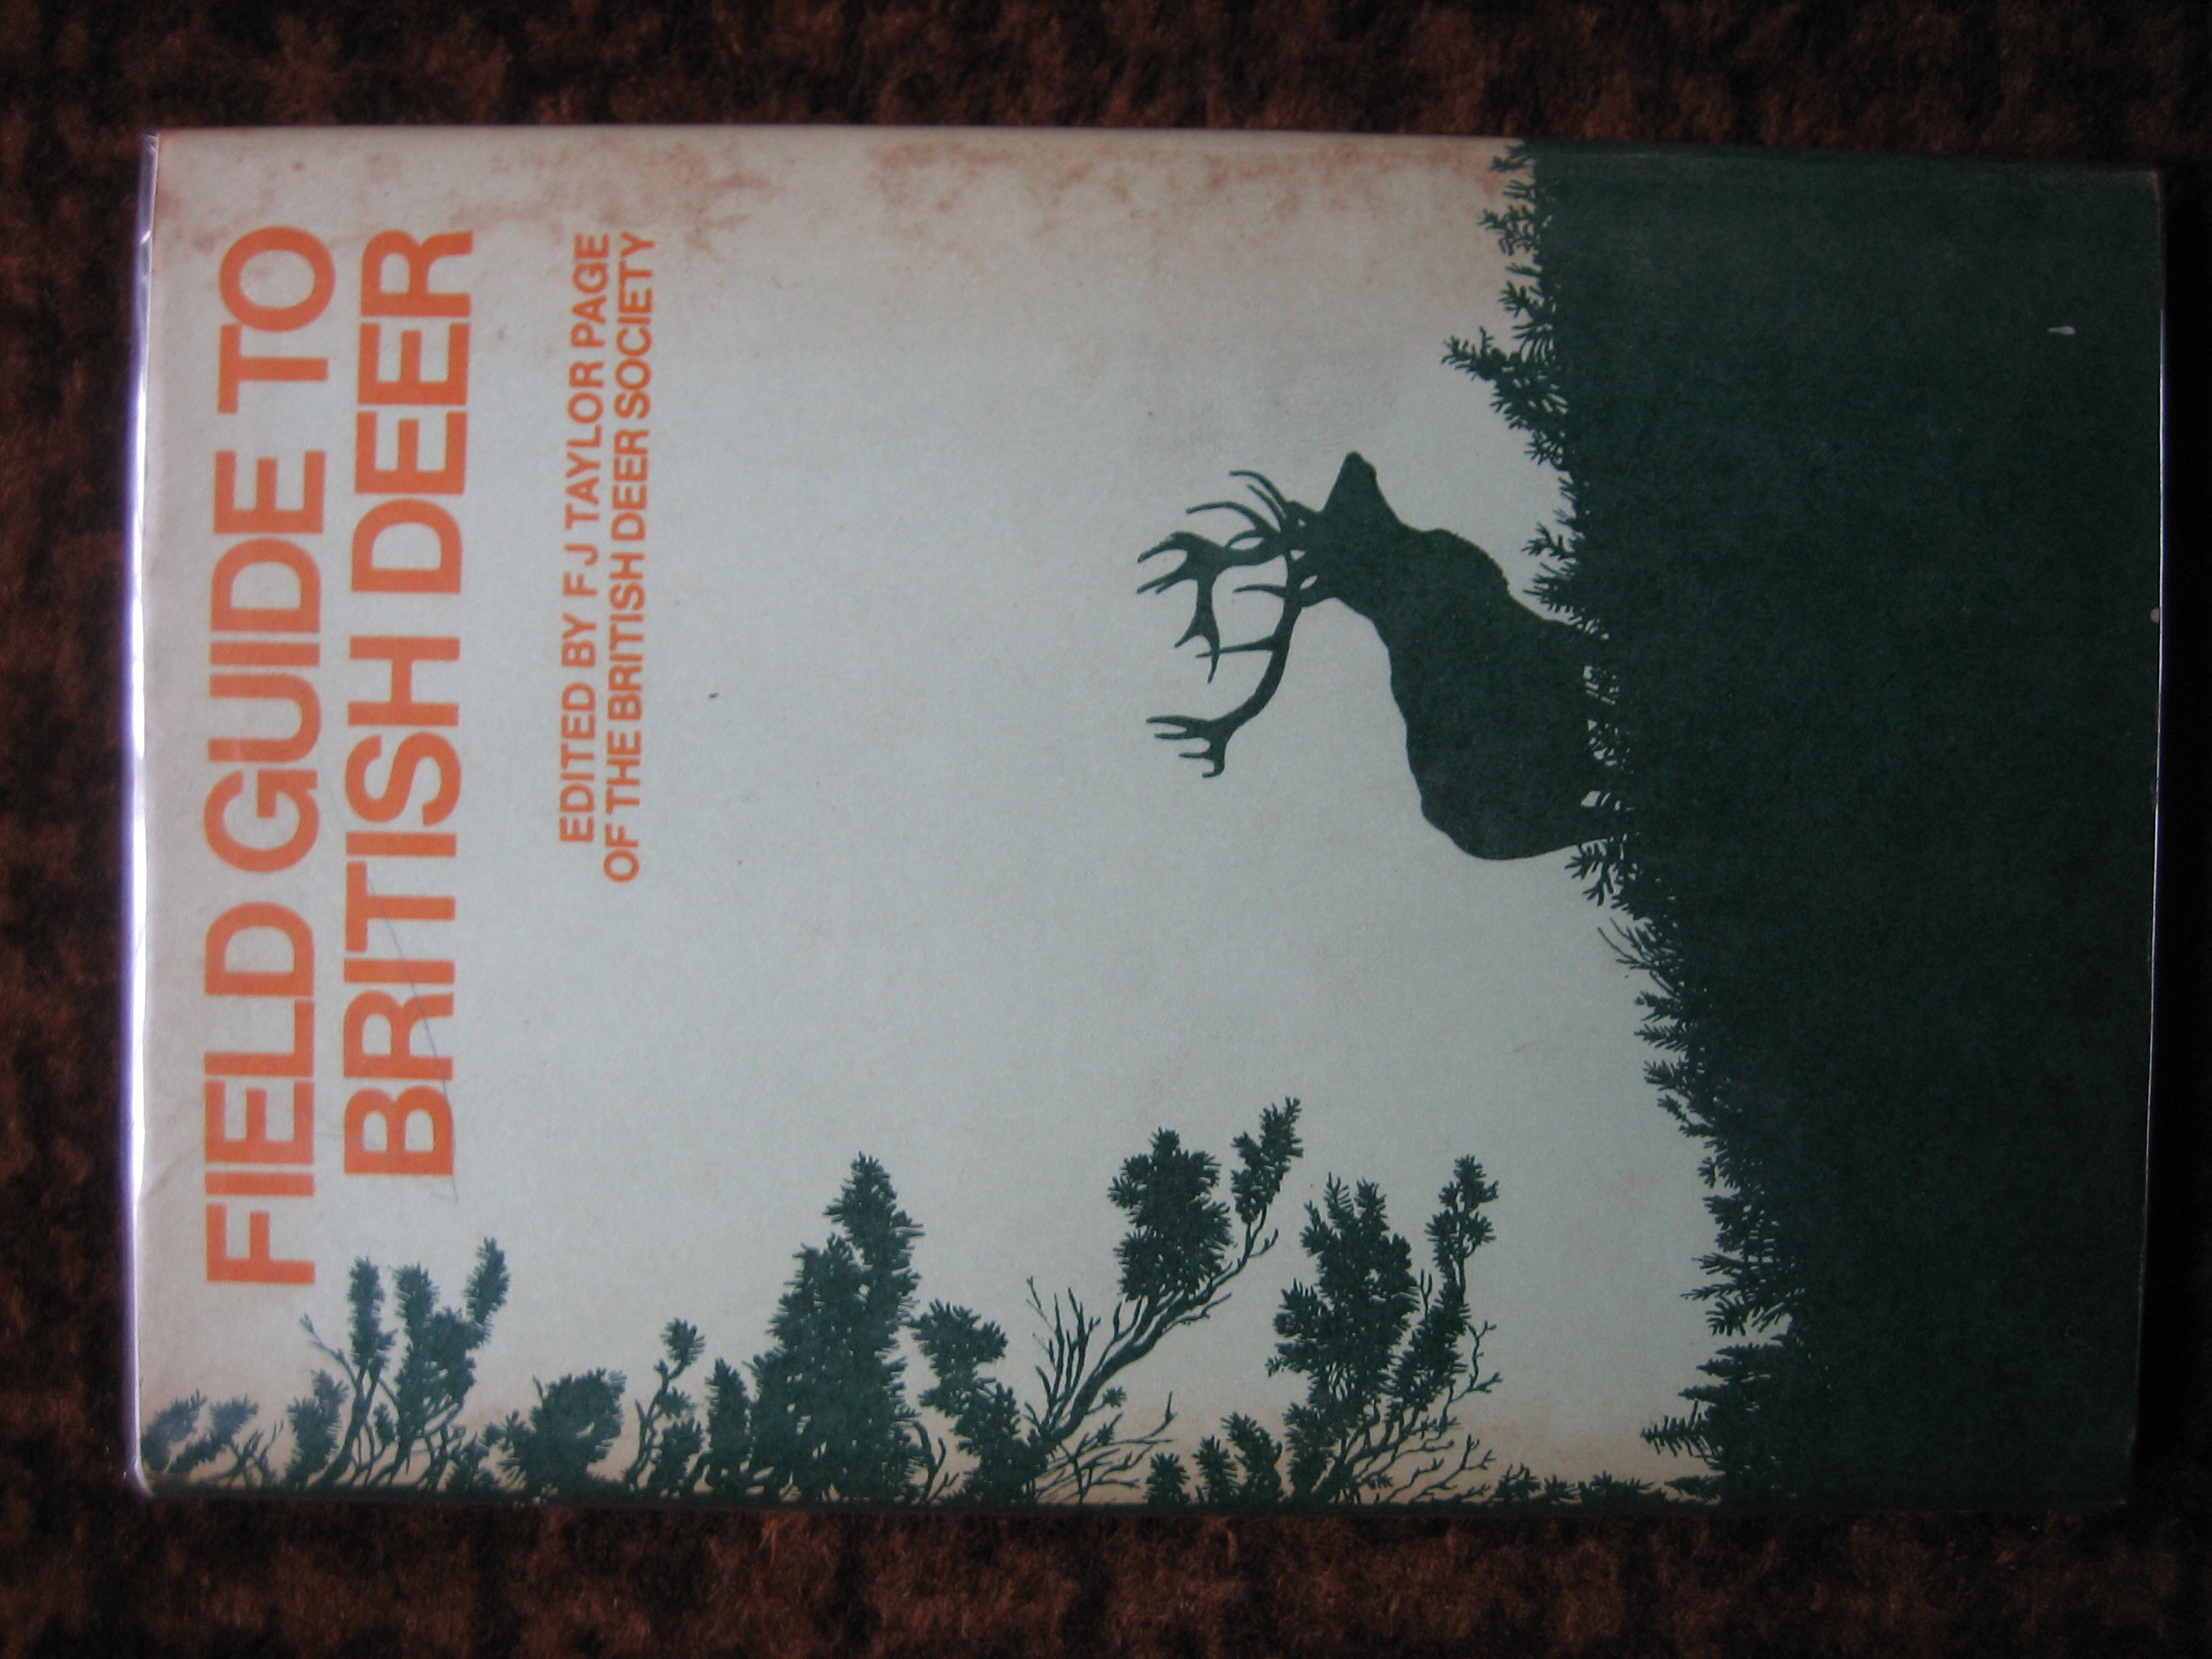 FIELD GUIDE TO
BRITISH DEER
EDITED BY F J TAYLOR PAGE
OF THE BRITISH DEER SOCIETY